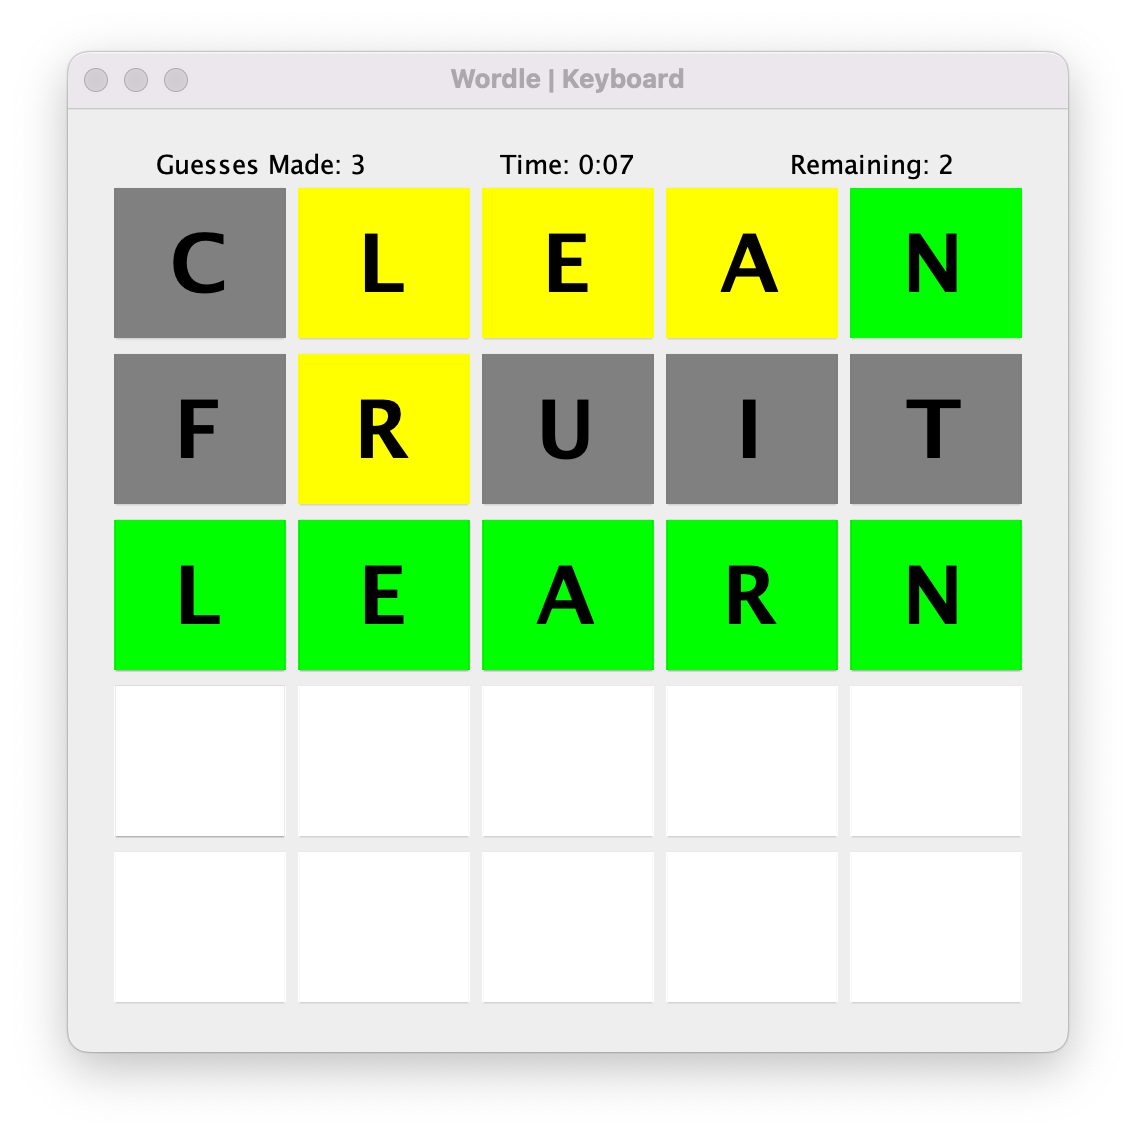 Wordle | Keyboard
Guesses Made: 3 Time: 0:07 Remaining: 2
C L E A N
F R U I T
L E A R N